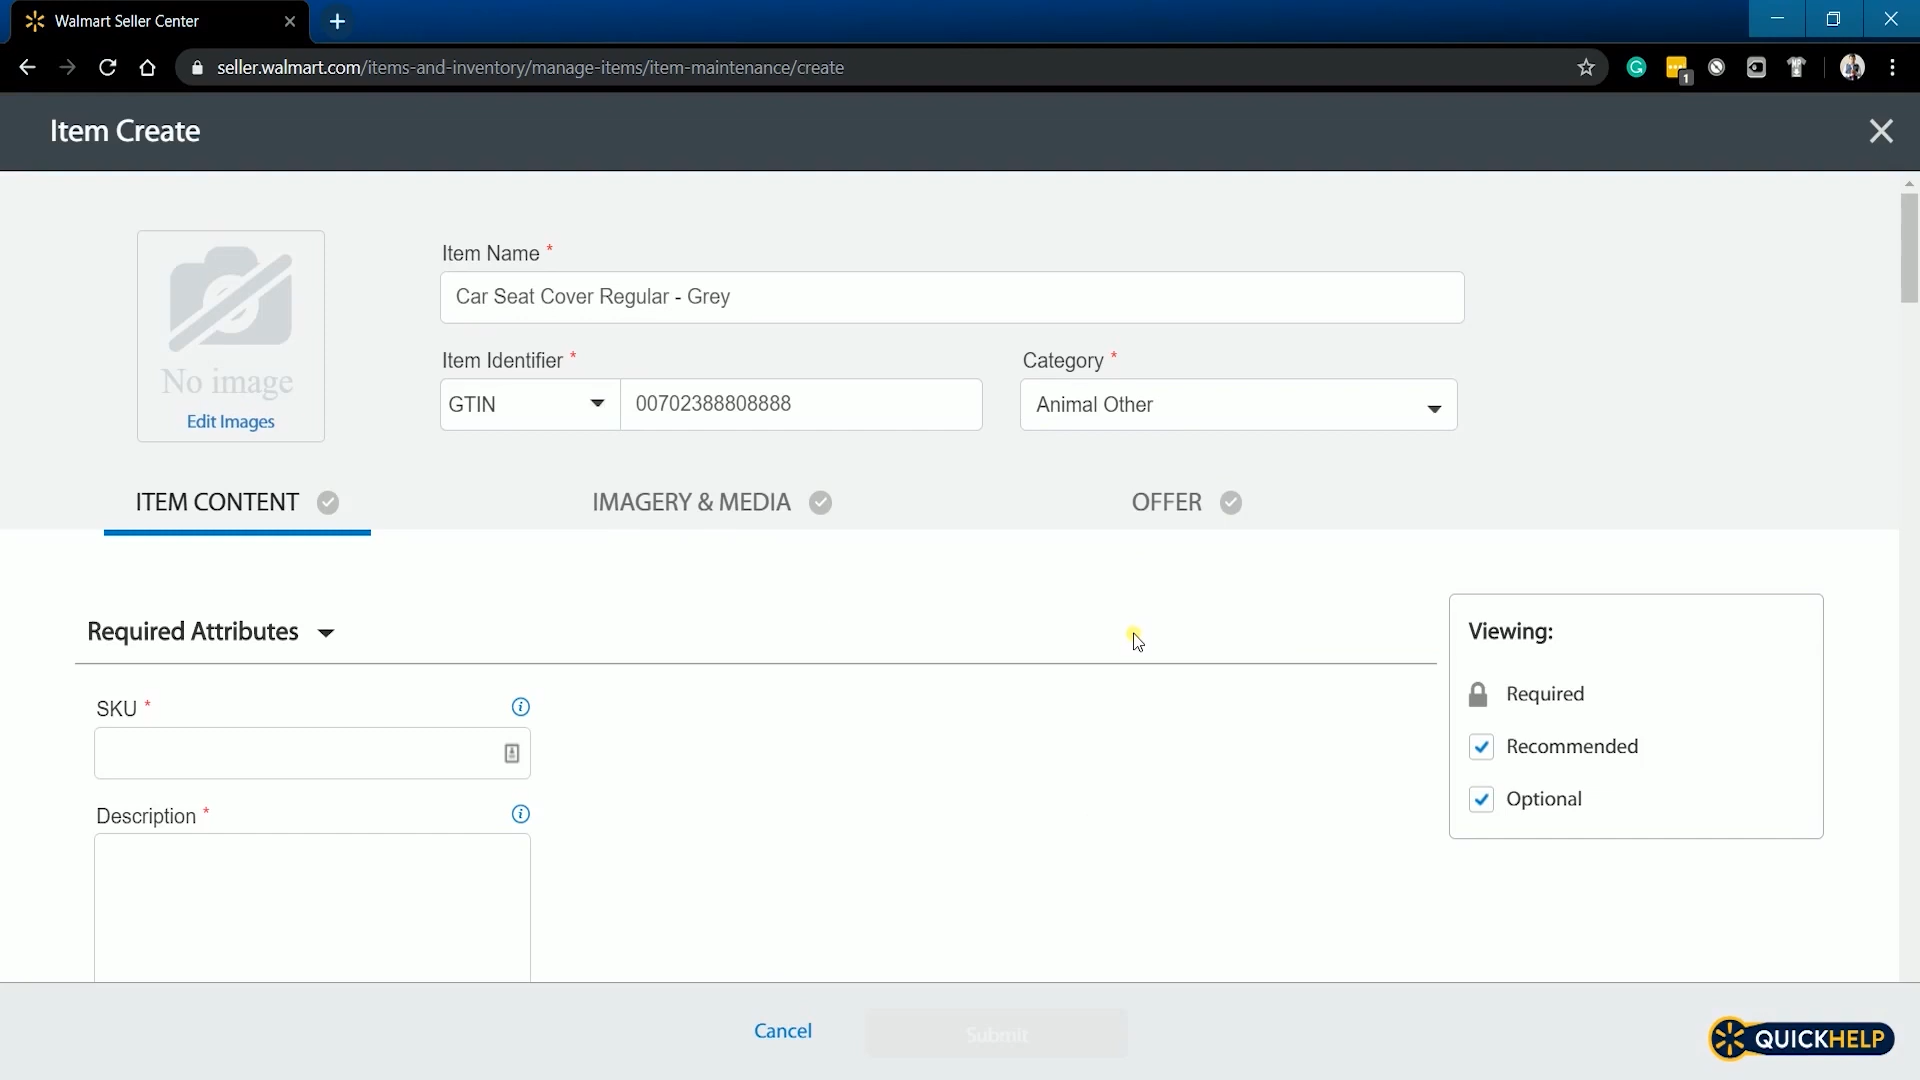 Walmart Seller Center
seller.walmart.com/items-and-inventory/manage-items/item-maintenance/create
1
Item Create
No image
Edit Images
Item Name *
Car Seat Cover Regular - Grey
Item Identifier *
Category *
GTIN
00702388808888
Animal Other
ITEM CONTENT
IMAGERY & MEDIA
OFFER
Required Attributes
Viewing:
Required
Recommended
Optional
SKU *
Description *
Cancel
Submit
QUICKHELP